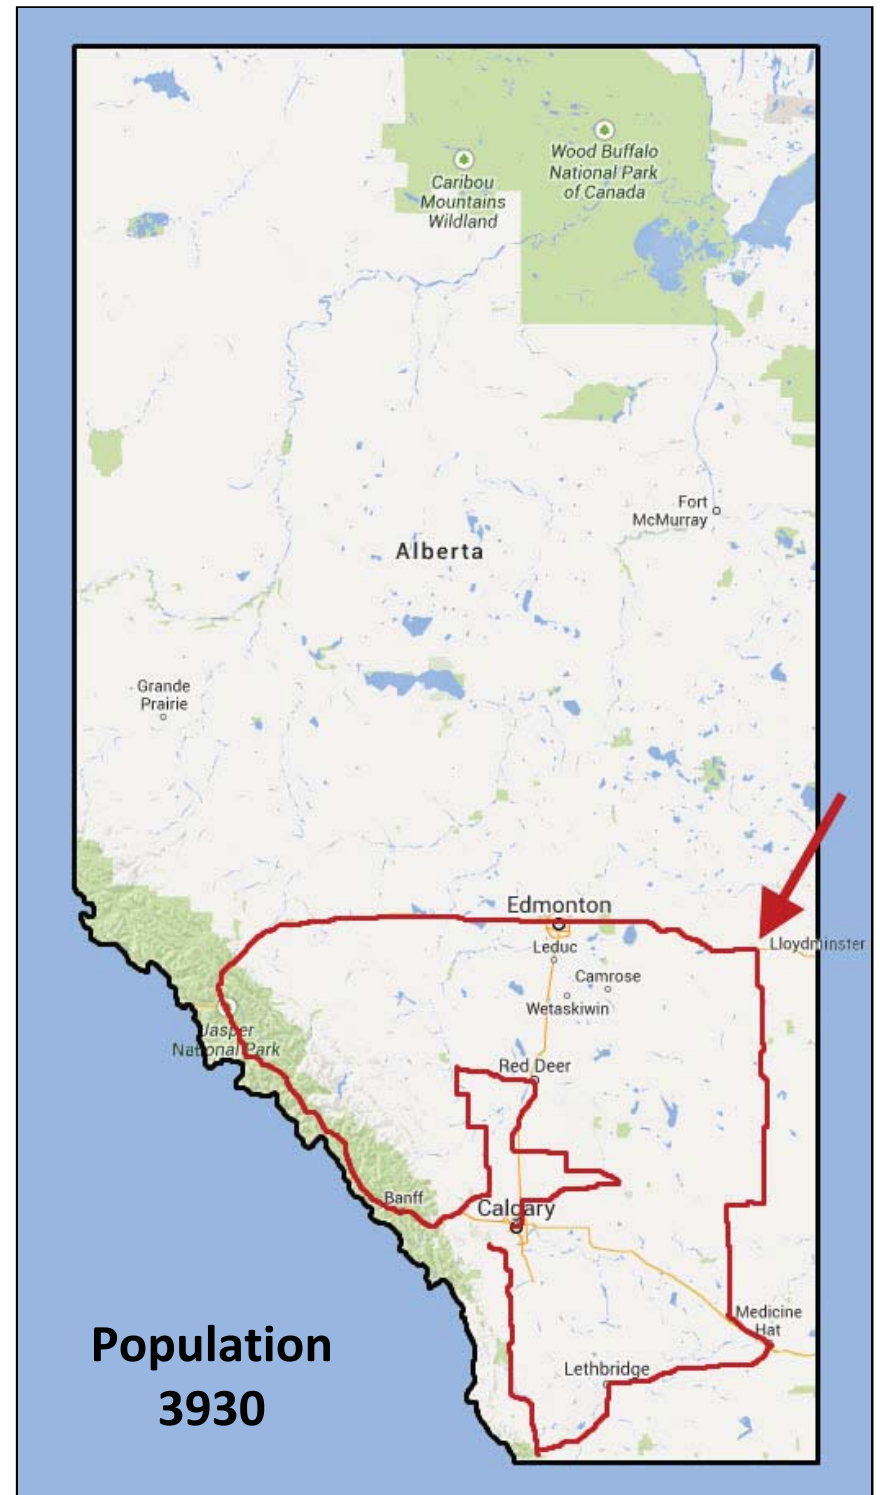 Caribou
Mountains
Wildland
Wood Buffalo
National Park
of Canada
Fort
McMurray
Alberta
Grande
Prairie
Edmonton
Lloydminster
Leduc
Camrose
Wetaskiwin
Jasper
National Park
Red Deer
Banff
Calgary
Medicine
Hat
Lethbridge
Population
3930